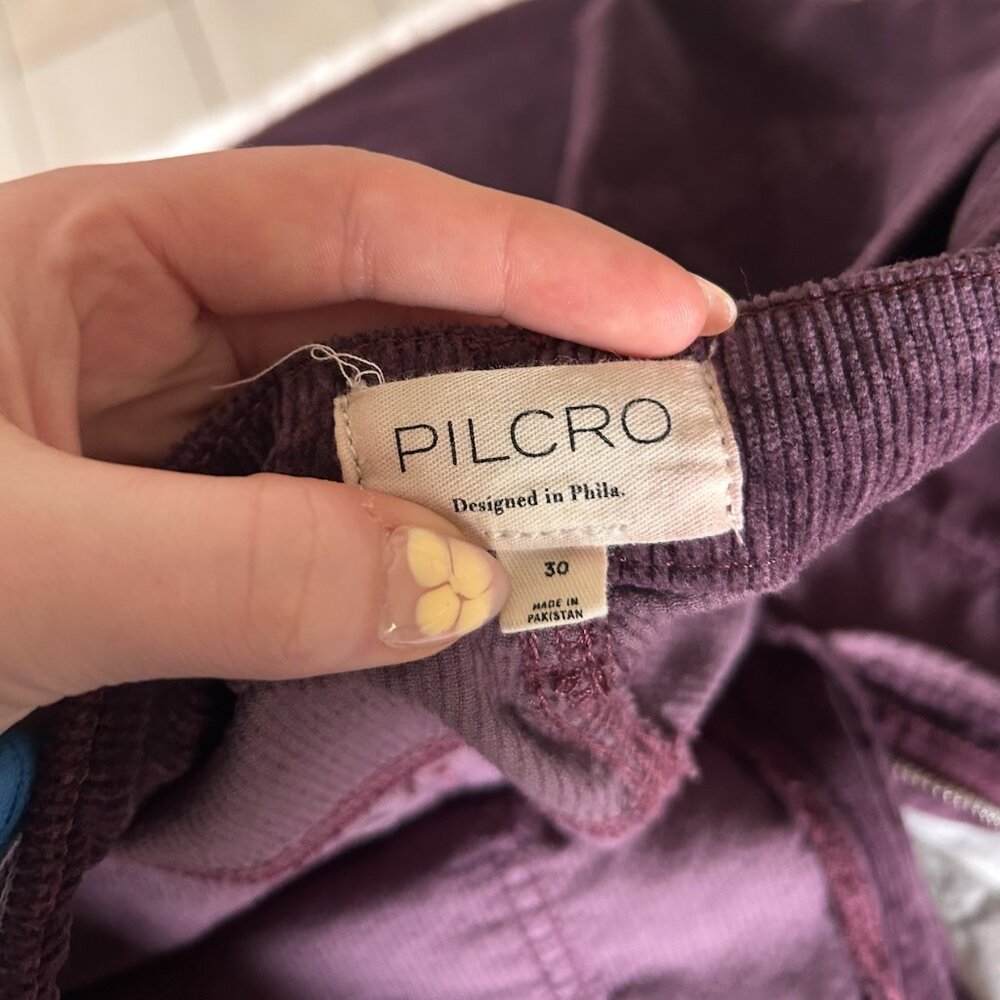 PILCRO
Designed in Phila.
30
MADE IN
PAKISTAN